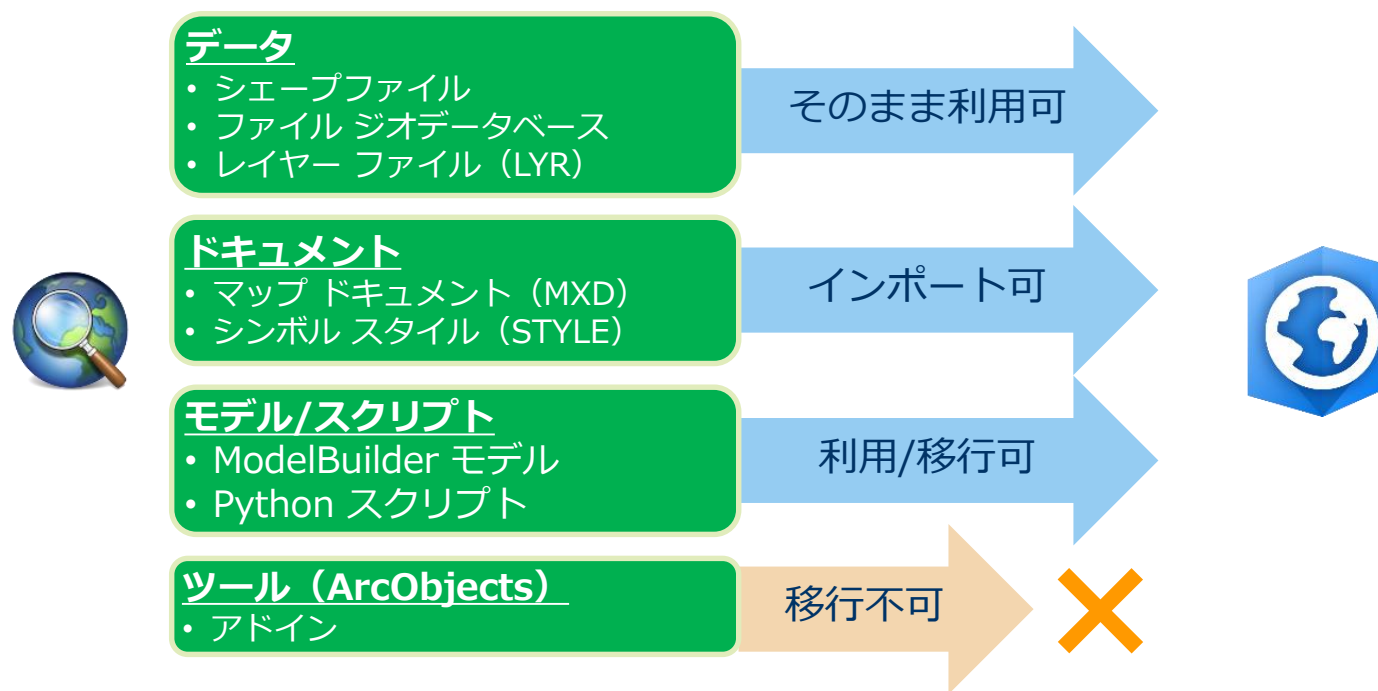 データ
• シェープファイル
• ファイル ジオデータベース
• レイヤー ファイル（LYR）
そのまま利用可
ドキュメント
• マップ ドキュメント（MXD）
• シンボル スタイル（STYLE）
インポート可
モデル/スクリプト
• ModelBuilder モデル
• Python スクリプト
利用/移行可
ツール（ArcObjects）
• アドイン
移行不可